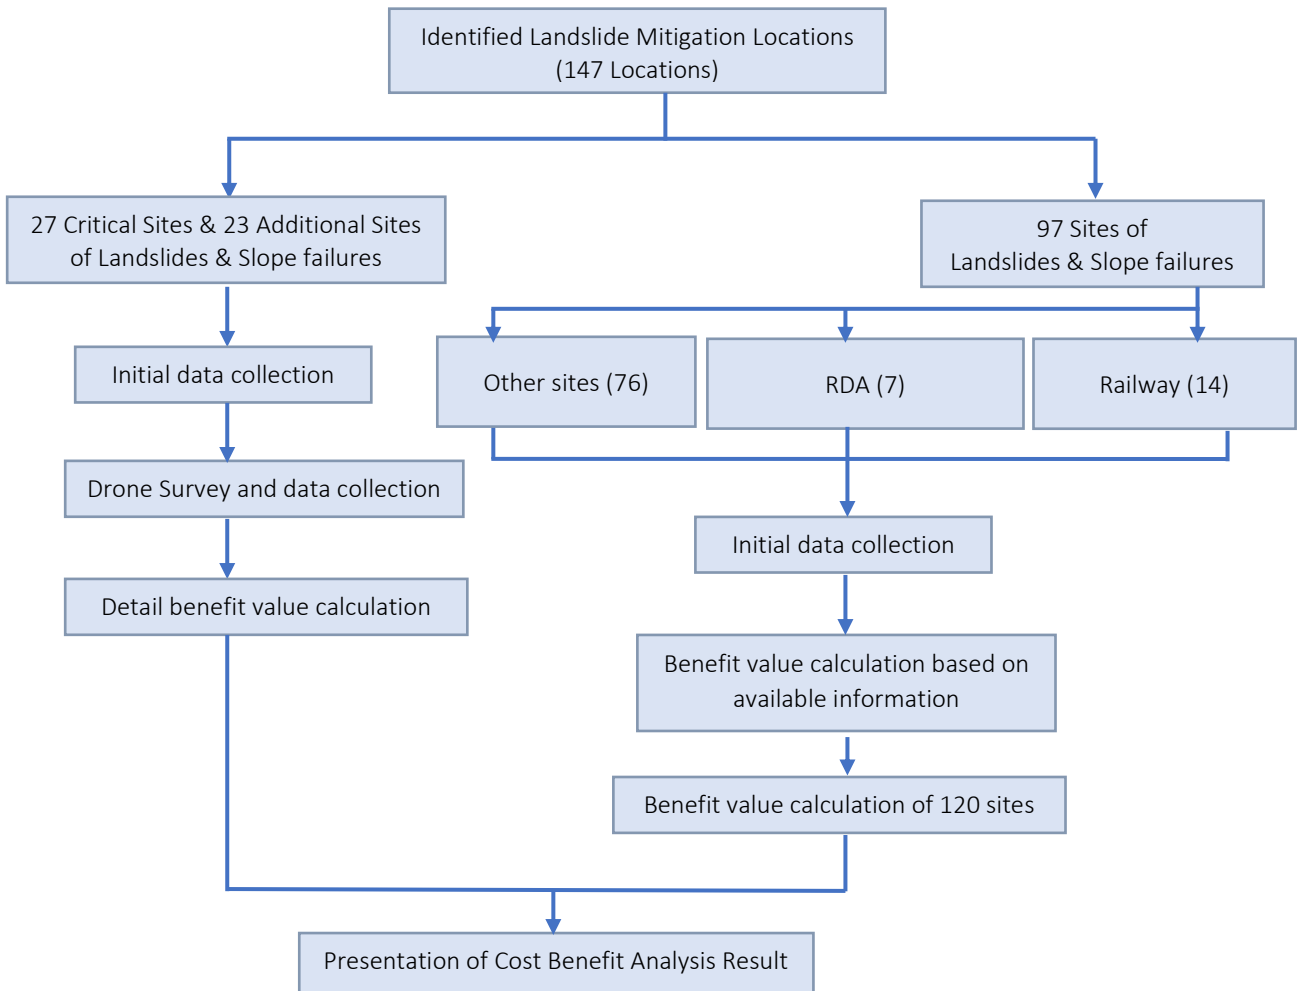 Identified Landslide Mitigation Locations
(147 Locations)
27 Critical Sites & 23 Additional Sites
of Landslides & Slope failures
97 Sites of
Landslides & Slope failures
Initial data collection
Other sites (76)
RDA (7)
Railway (14)
Drone Survey and data collection
Initial data collection
Detail benefit value calculation
Benefit value calculation based on
available information
Benefit value calculation of 120 sites
Presentation of Cost Benefit Analysis Result